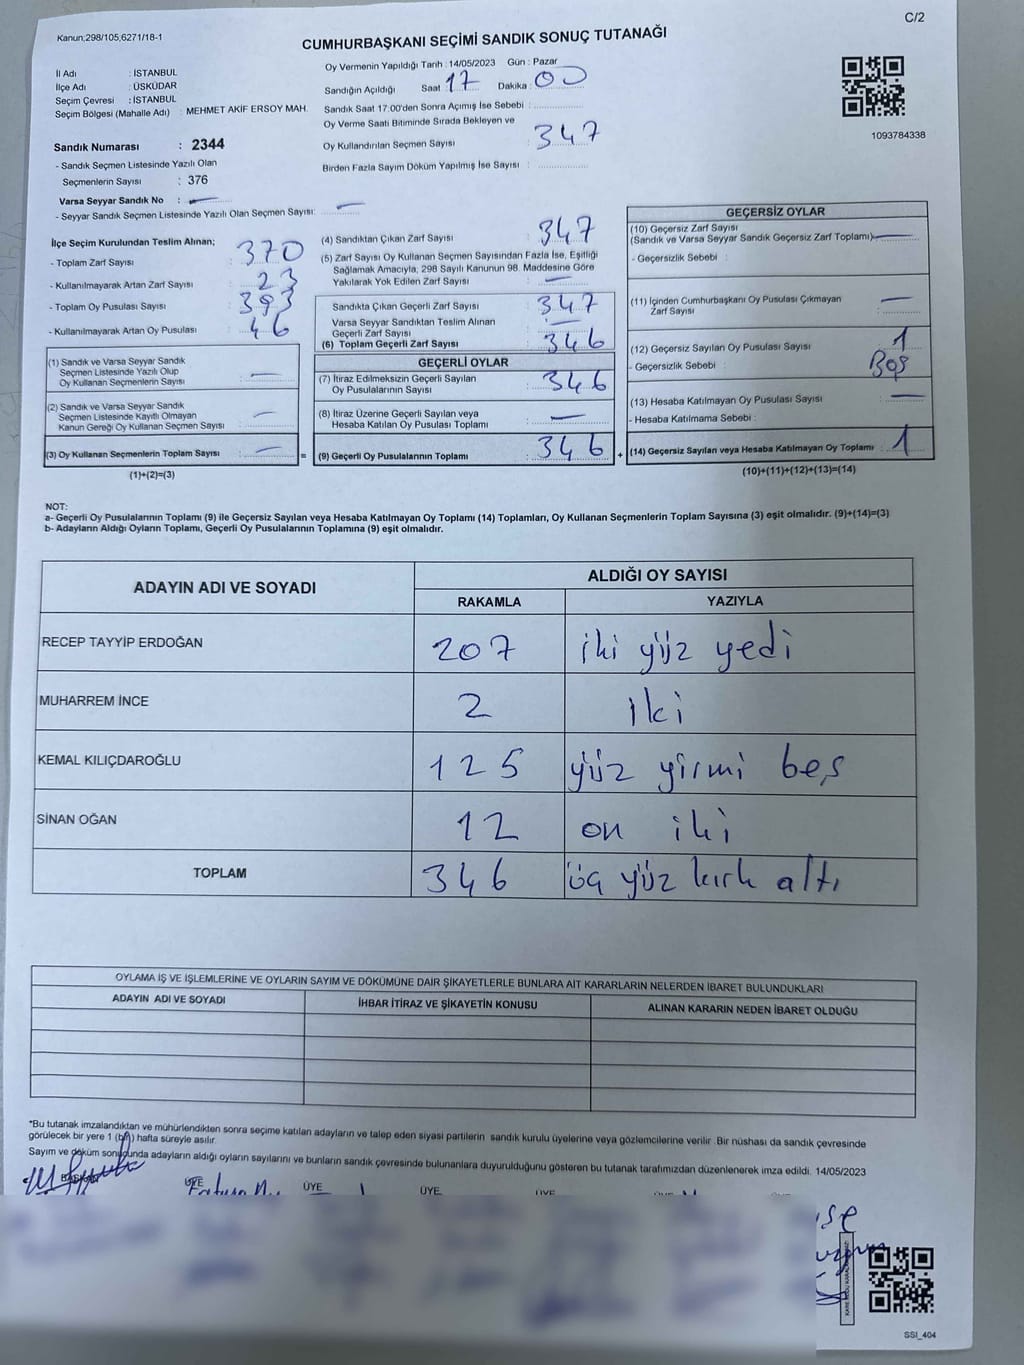 C/2
Kanun;298/105,6271/18-1
CUMHURBAŞKANI SEÇİMİ SANDIK SONUÇ TUTANAĞI
İl Adı : İSTANBUL
İlçe Adı : ÜSKÜDAR
Seçim Çevresi : İSTANBUL
Seçim Bölgesi (Mahalle Adı) : MEHMET AKİF ERSOY MAH.
Sandık Numarası : 2344
- Sandık Seçmen Listesinde Yazılı Olan
Seçmenlerin Sayısı : 376
Varsa Seyyar Sandık No :
- Seyyar Sandık Seçmen Listesinde Yazılı Olan Seçmen Sayısı:
Oy Vermenin Yapıldığı Tarih : 14/05/2023 Gün : Pazar
Sandığın Açıldığı Saat 17 Dakika : 00
Sandık Saat 17.00'den Sonra Açımış İse Sebebi :
Oy Verme Saati Bitiminde Sırada Bekleyen ve
Oy Kullandırılan Seçmen Sayısı : 347
Birden Fazla Sayım Döküm Yapılmış İse Sayısı :
1093784338
İlçe Seçim Kurulundan Teslim Alınan;
- Toplam Zarf Sayısı : 370
- Kullanılmayarak Artan Zarf Sayısı : 23
- Toplam Oy Pusulası Sayısı : 393
- Kullanılmayarak Artan Oy Pusulası : 46
(1) Sandık ve Varsa Seyyar Sandık
Seçmen Listesinde Yazılı Olup
Oy Kullanan Seçmenlerin Sayısı
(2) Sandık ve Varsa Seyyar Sandık
Seçmen Listesinde Kayıtlı Olmayan
Kanun Gereği Oy Kullanan Seçmen Sayısı
(3) Oy Kullanan Seçmenlerin Toplam Sayısı :
(1)+(2)=(3)
(4) Sandıktan Çıkan Zarf Sayısı : 347
(5) Zarf Sayısı Oy Kullanan Seçmen Sayısından Fazla İse, Eşitliği
Sağlamak Amacıyla, 298 Sayılı Kanunun 98. Maddesine Göre
Yakılarak Yok Edilen Zarf Sayısı :
Sandıkta Çıkan Geçerli Zarf Sayısı : 347
Varsa Seyyar Sandıktan Teslim Alınan
Geçerli Zarf Sayısı
(6) Toplam Geçerli Zarf Sayısı : 346
GEÇERLİ OYLAR
(7) İtiraz Edilmeksizin Geçerli Sayılan
Oy Pusulalarının Sayısı : 346
(8) İtiraz Üzerine Geçerli Sayılan veya
Hesaba Katılan Oy Pusulası Toplamı
= (9) Geçerli Oy Pusulalarının Toplamı : 346
GEÇERSİZ OYLAR
(10) Geçersiz Zarf Sayısı
(Sandık ve Varsa Seyyar Sandık Geçersiz Zarf Toplamı)
- Geçersizlik Sebebi :
(11) İçinden Cumhurbaşkanı Oy Pusulası Çıkmayan
Zarf Sayısı :
(12) Geçersiz Sayılan Oy Pusulası Sayısı : 1
- Geçersizlik Sebebi : Boş
(13) Hesaba Katılmayan Oy Pusulası Sayısı :
- Hesaba Katılmama Sebebi :
+ (14) Geçersiz Sayılan veya Hesaba Katılmayan Oy Toplamı : 1
(10)+(11)+(12)+(13)=(14)
NOT:
a- Geçerli Oy Pusulalarının Toplamı (9) ile Geçersiz Sayılan veya Hesaba Katılmayan Oy Toplamı (14) Toplamları, Oy Kullanan Seçmenlerin Toplam Sayısına (3) eşit olmalıdır. (9)+(14)=(3)
b- Adayların Aldığı Oyların Toplamı, Geçerli Oy Pusulalarının Toplamına (9) eşit olmalıdır.
ADAYIN ADI VE SOYADI ALDIĞI OY SAYISI
RAKAMLA YAZIYLA
RECEP TAYYİP ERDOĞAN 207 iki yüz yedi
MUHARREM İNCE 2 iki
KEMAL KILIÇDAROĞLU 125 yüz yirmi beş
SİNAN OĞAN 12 on iki
TOPLAM 346 üç yüz kırk altı
OYLAMA İŞ VE İŞLEMLERİNE VE OYLARIN SAYIM VE DÖKÜMÜNE DAİR ŞİKAYETLERLE BUNLARA AİT KARARLARIN NELERDEN İBARET BULUNDUKLARI
ADAYIN ADI VE SOYADI İHBAR İTİRAZ VE ŞİKAYETİN KONUSU ALINAN KARARIN NEDEN İBARET OLDUĞU
*Bu tutanak imzalandıktan ve mühürlendikten sonra seçime katılan adayların ve talep eden siyasi partilerin sandık kurulu üyelerine veya gözlemcilerine verilir. Bir nüshası da sandık çevresinde
görülecek bir yere 1 (bir) hafta süreyle asılır.
Sayım ve döküm sonucunda adayların aldığı oyların sayılarını ve bunların sandık çevresinde bulunanlara duyurulduğunu gösteren bu tutanak tarafımızdan düzenlenerek imza edildi. 14/05/2023
BAŞKAN ÜYE ÜYE ÜYE ÜYE
SSI_404